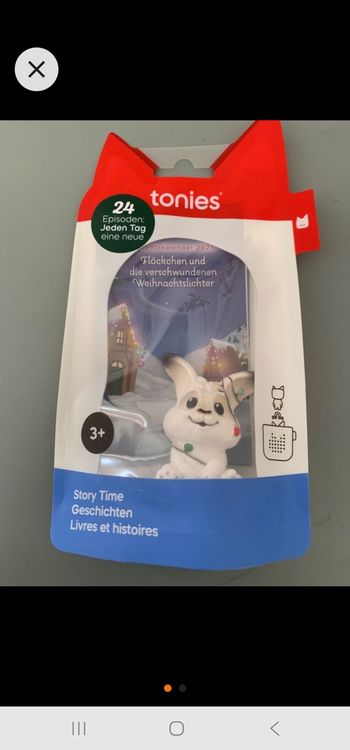 tonies®
24
Episoden:
Jeden Tag
eine neue
Flöckchen und
die verschwundenen
Weihnachtslichter
3+
Story Time
Geschichten
Livres et histoires